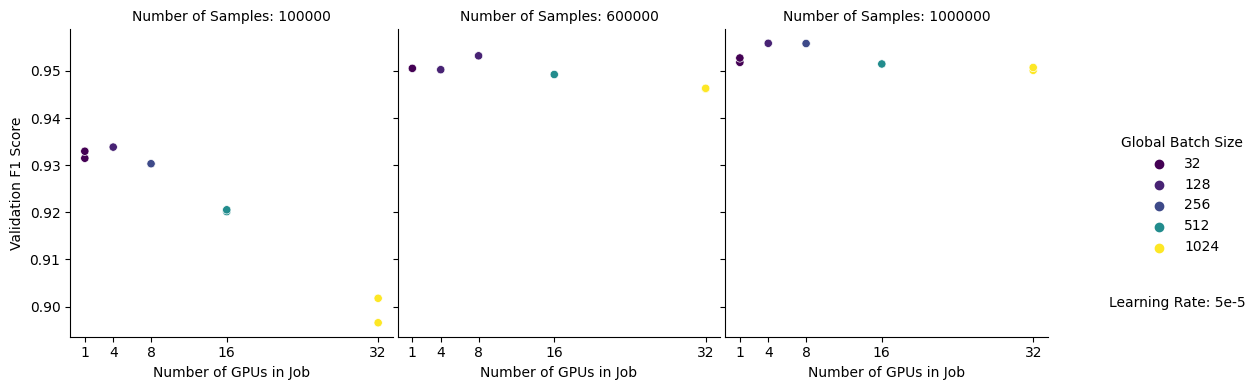 Number of Samples: 100000
Number of Samples: 600000
Number of Samples: 1000000
Validation F1 Score
0.95
0.94
0.93
0.92
0.91
0.90
1 4 8 16 32
1 4 8 16 32
1 4 8 16 32
Number of GPUs in Job
Number of GPUs in Job
Number of GPUs in Job
Global Batch Size
32
128
256
512
1024
Learning Rate: 5e-5